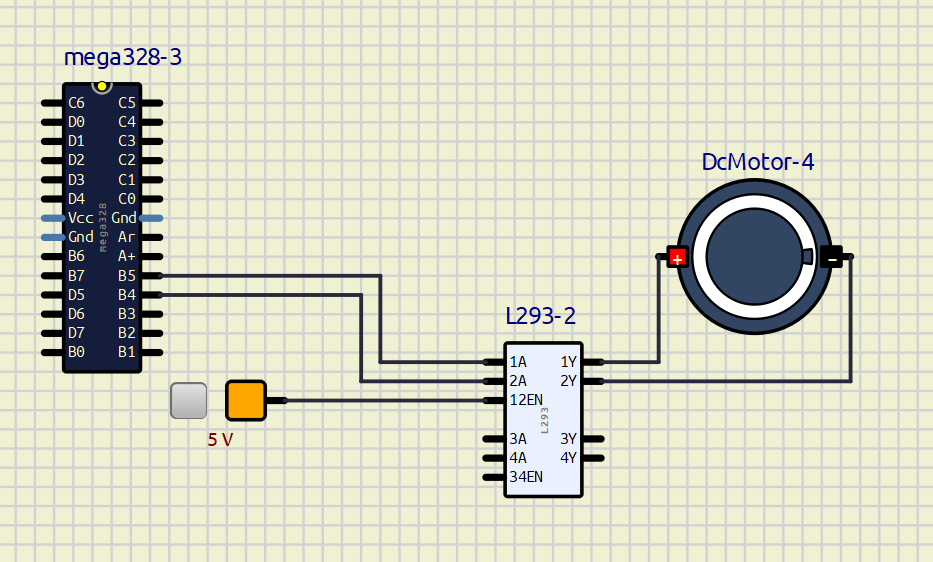 mega328-3
C6 C5
D0 C4
D1 C3
D2 C2
D3 C1
D4 C0
Vcc Gnd
Gnd Ar
B6 A+
B7 B5
D5 B4
D6 B3
D7 B2
B0 B1
mega328
5 V
L293-2
1A 1Y
2A 2Y
12EN
3A 3Y
4A 4Y
34EN
L293
DcMotor-4
+ −